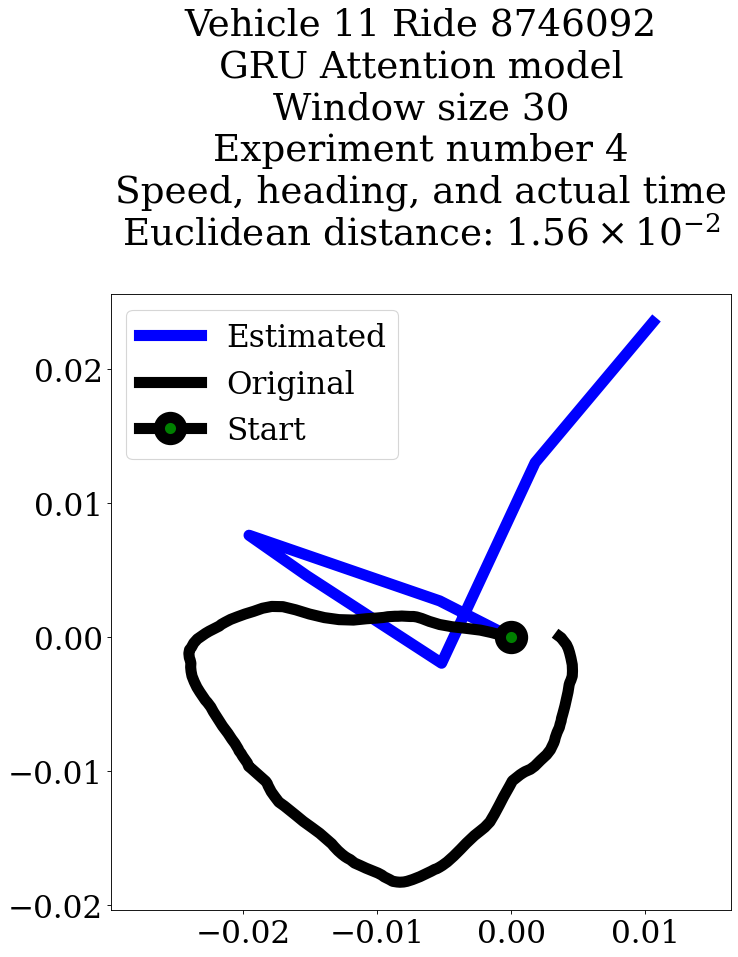 Vehicle 11 Ride 8746092
GRU Attention model
Window size 30
Experiment number 4
Speed, heading, and actual time
Euclidean distance: 1.56 × 10⁻²
Estimated
Original
Start
0.02
0.01
0.00
−0.01
−0.02
−0.02 −0.01 0.00 0.01